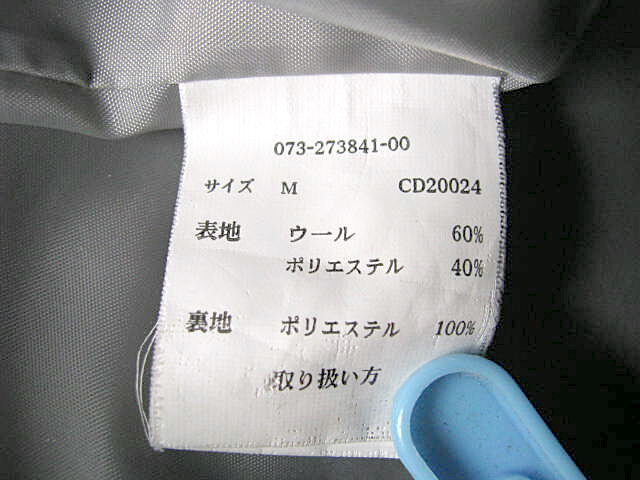 073-273841-00
サイズ M CD20024
表地 ウール 60%
ポリエステル 40%
裏地 ポリエステル 100%
取り扱い方